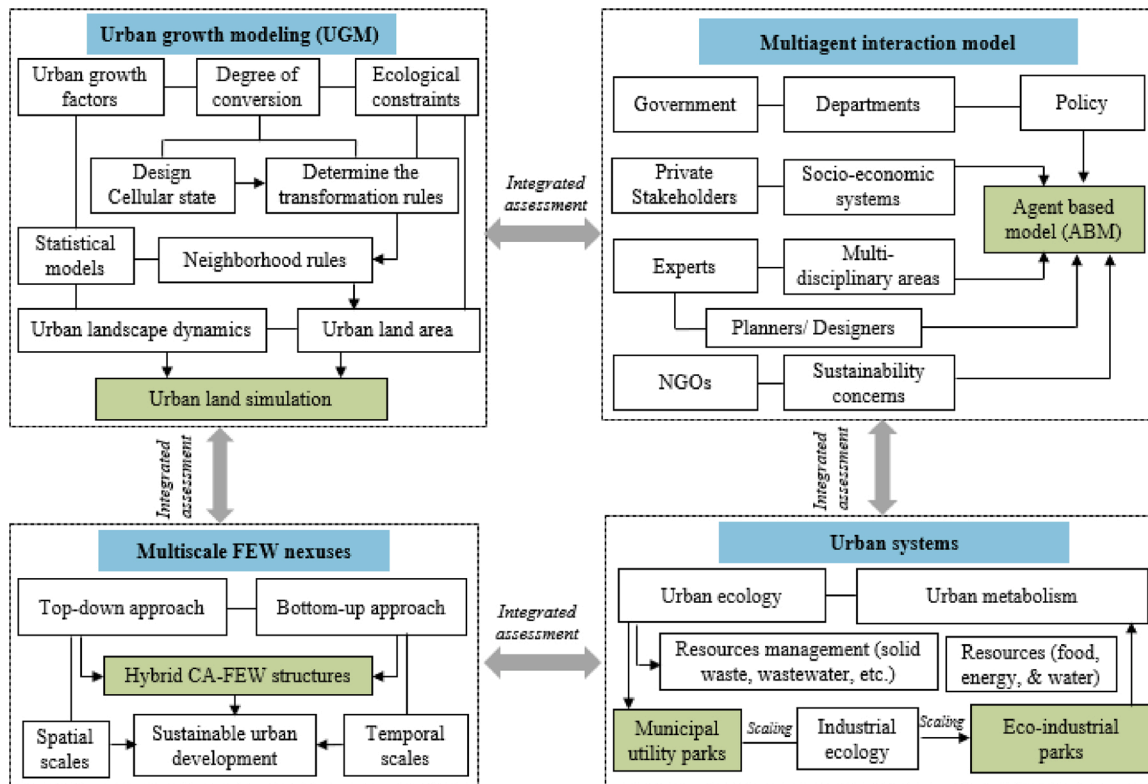 Urban growth modeling (UGM)
Urban growth
factors
Degree of
conversion
Ecological
constraints
Design
Cellular state
Determine the
transformation rules
Statistical
models
Neighborhood rules
Urban landscape dynamics
Urban land area
Urban land simulation
Integrated
assessment
Multiagent interaction model
Government
Departments
Policy
Private
Stakeholders
Socio-economic
systems
Agent based
model (ABM)
Experts
Multi-
disciplinary areas
Planners/ Designers
NGOs
Sustainability
concerns
Integrated
assessment
Integrated
assessment
Multiscale FEW nexuses
Top-down approach
Bottom-up approach
Hybrid CA-FEW structures
Spatial
scales
Sustainable urban
development
Temporal
scales
Integrated
assessment
Urban systems
Urban ecology
Urban metabolism
Resources management (solid
waste, wastewater, etc.)
Resources (food,
energy, & water)
Municipal
utility parks
Scaling
Industrial
ecology
Scaling
Eco-industrial
parks